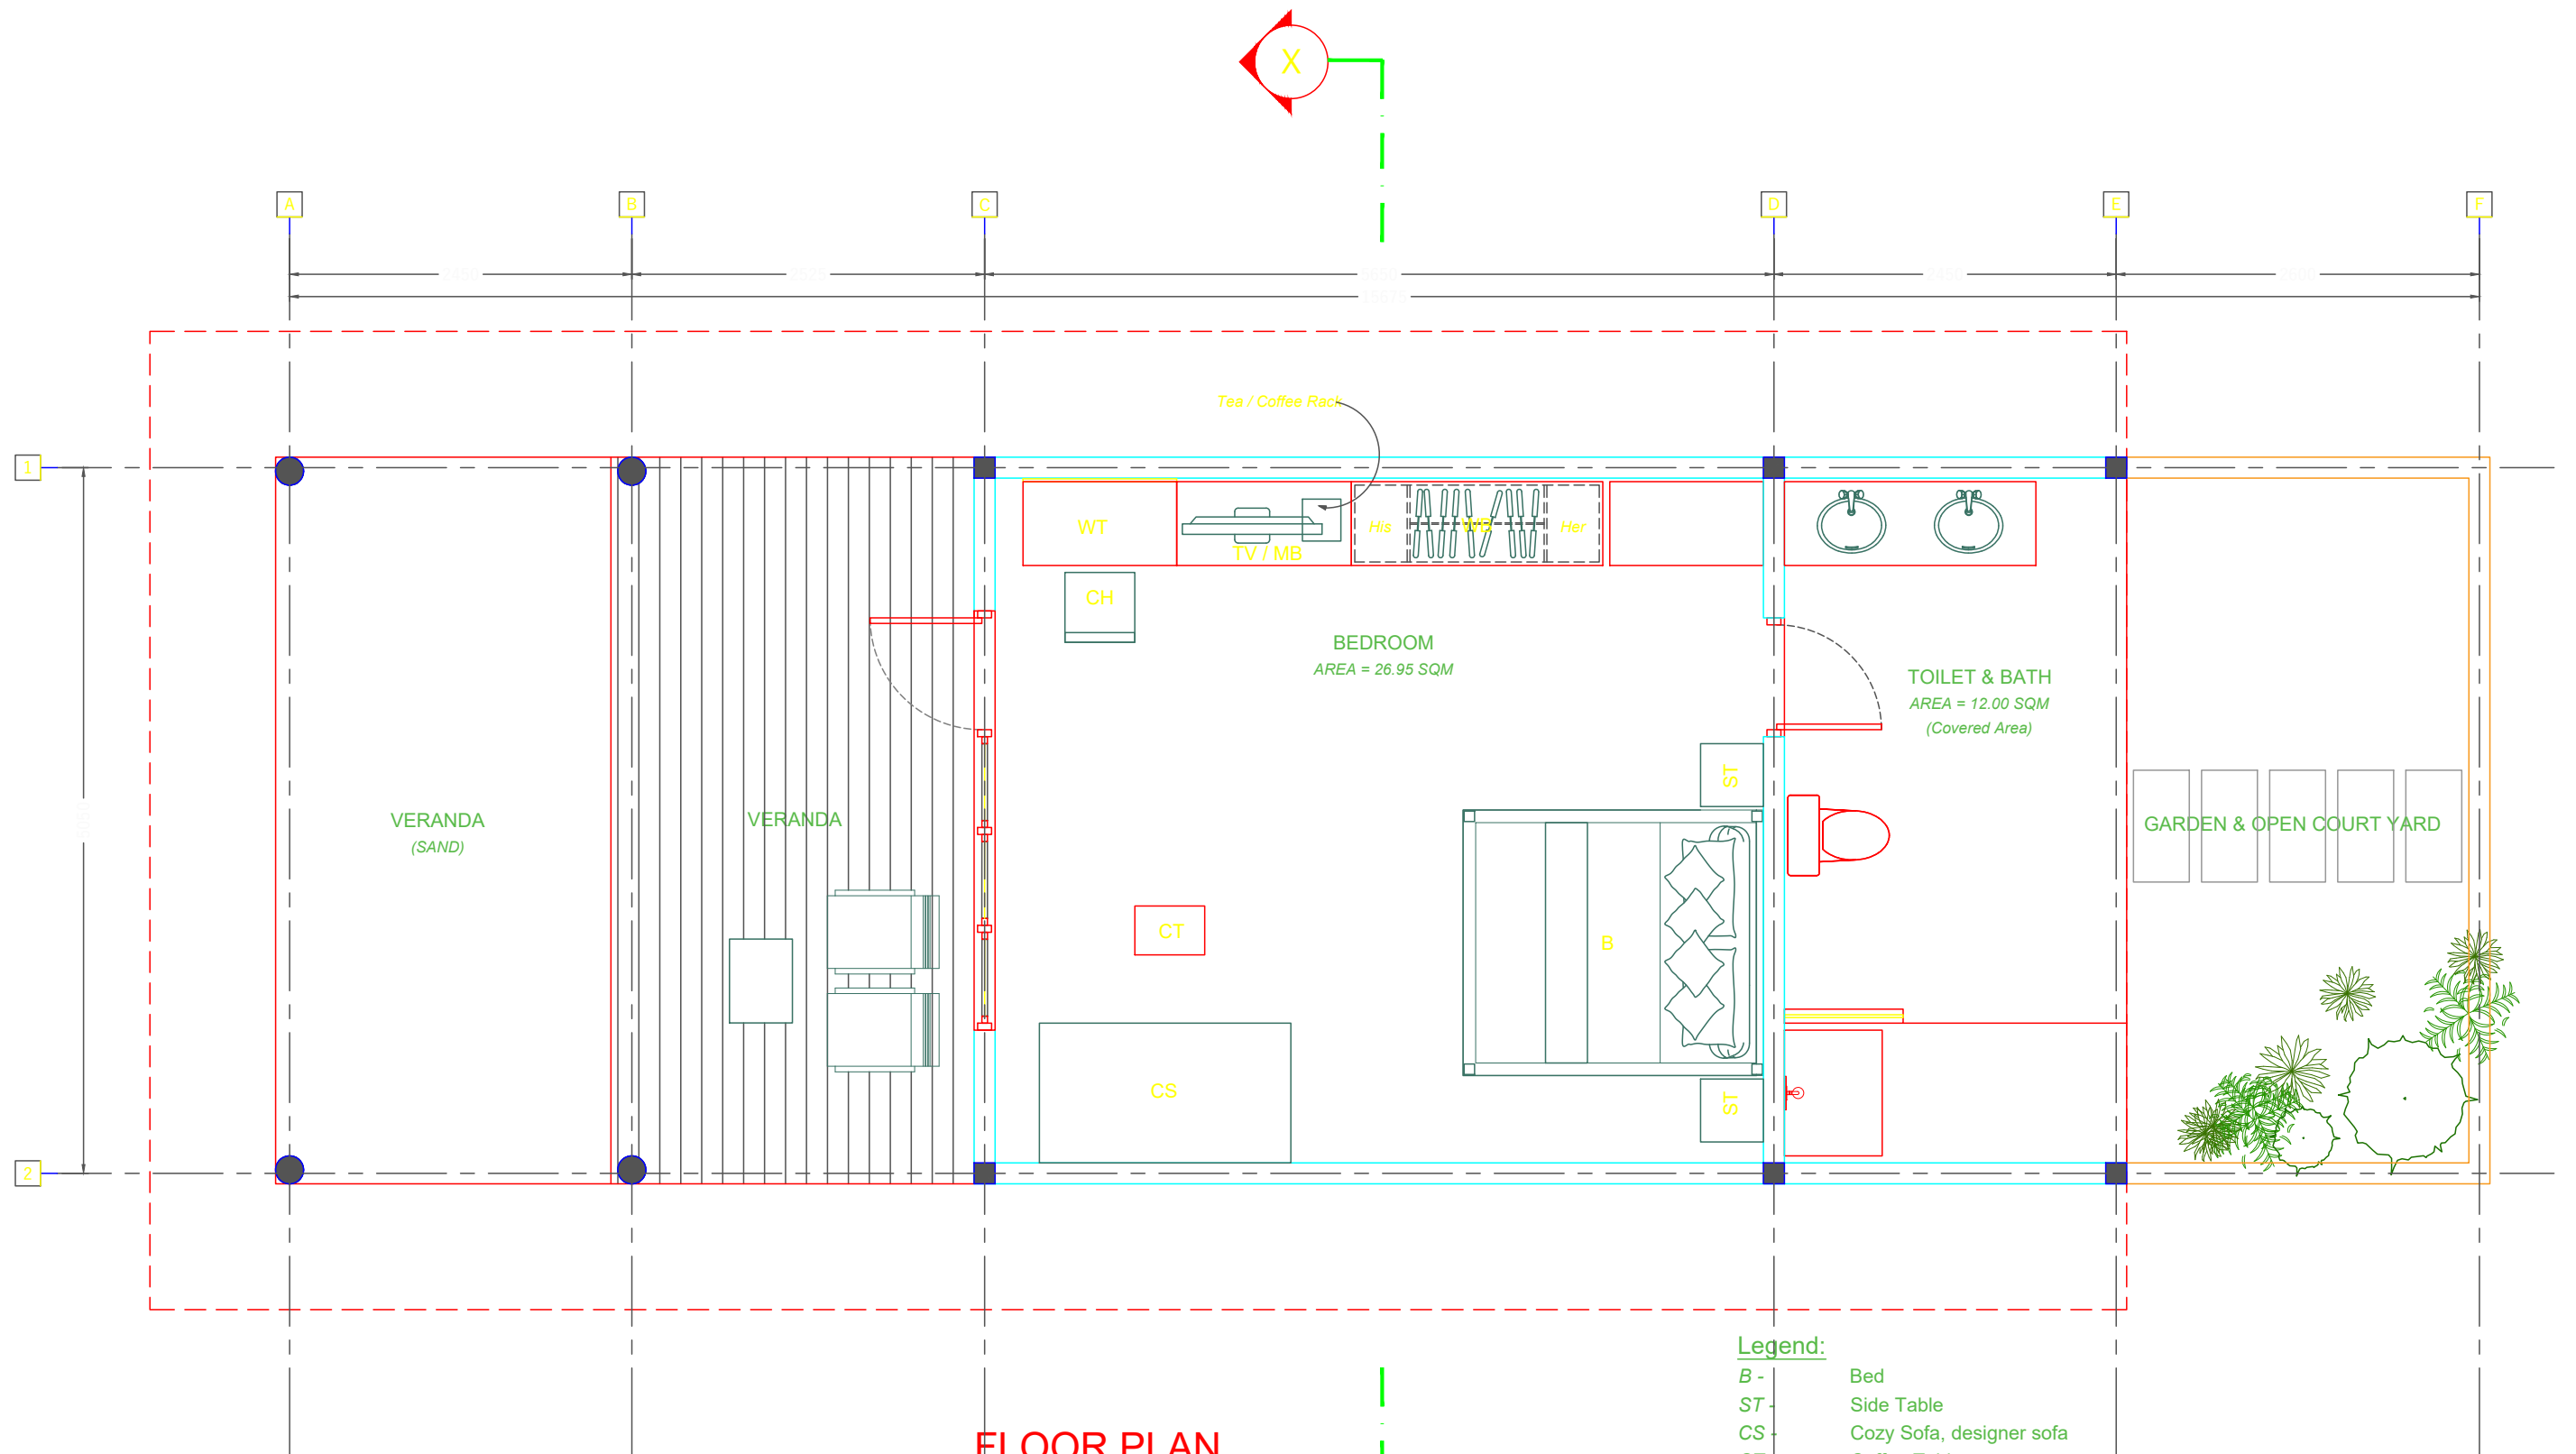 X
A
B
C
D
E
F
1
Tea / Coffee Rack
WT
TV / MB
His
WB
Her
CH
BEDROOM
AREA = 26.95 SQM
TOILET & BATH
AREA = 12.00 SQM
(Covered Area)
ST
VERANDA
(SAND)
VERANDA
GARDEN & OPEN COURT YARD
CT
B
CS
ST
2
Legend:
B - Bed
ST - Side Table
CS - Cozy Sofa, designer sofa
FLOOR PLAN